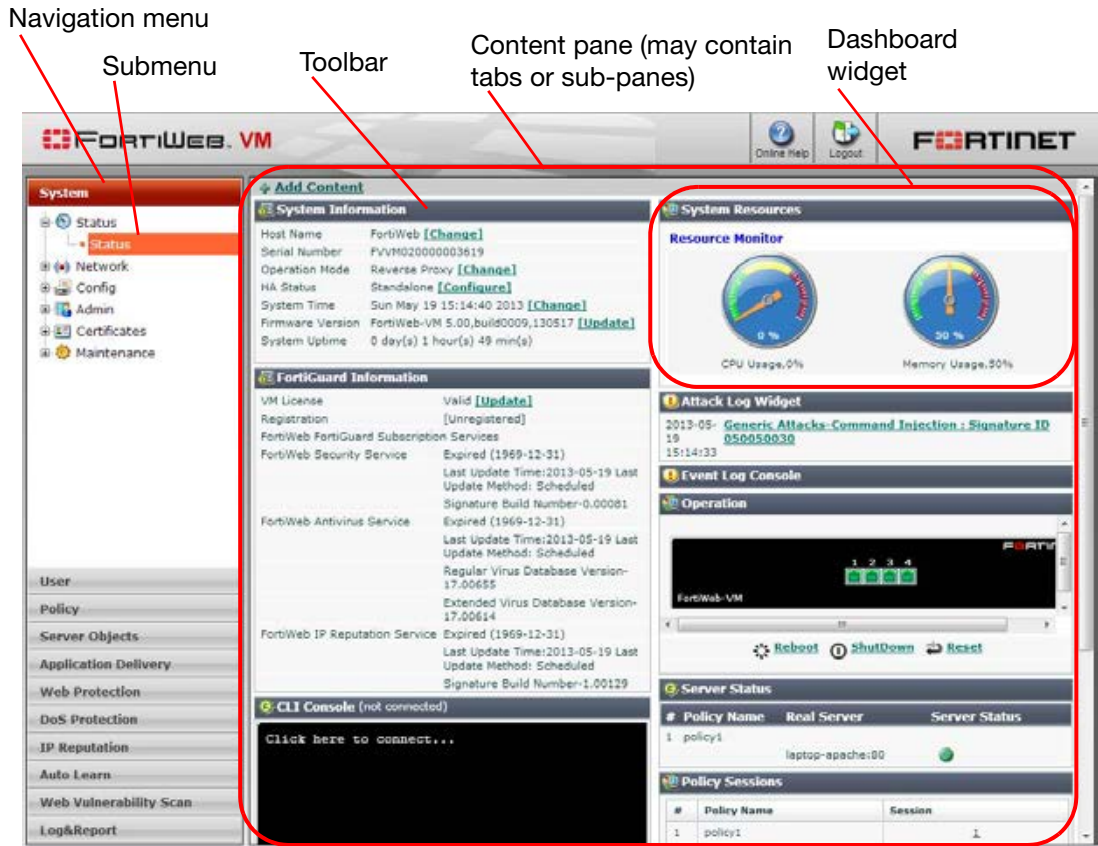 Navigation menu
Submenu
Toolbar
Content pane (may contain
tabs or sub-panes)
Dashboard
widget
FORTIWEB. VM
Online Help
Logout
FORTINET
System
Status
Status
Network
Config
Admin
Certificates
Maintenance
User
Policy
Server Objects
Application Delivery
Web Protection
DoS Protection
IP Reputation
Auto Learn
Web Vulnerability Scan
Log&Report
Add Content
System Information
Host Name FortiWeb [Change]
Serial Number FVVM020000003619
Operation Mode Reverse Proxy [Change]
HA Status Standalone [Configure]
System Time Sun May 19 15:14:40 2013 [Change]
Firmware Version FortiWeb-VM 5.00,build0009,130517 [Update]
System Uptime 0 day(s) 1 hour(s) 49 min(s)
FortiGuard Information
VM License Valid [Update]
Registration [Unregistered]
FortiWeb FortiGuard Subscription Services
FortiWeb Security Service Expired (1969-12-31)
Last Update Time:2013-05-19 Last
Update Method: Scheduled
Signature Build Number-0.00081
FortiWeb Antivirus Service Expired (1969-12-31)
Last Update Time:2013-05-19 Last
Update Method: Scheduled
Regular Virus Database Version-
17.00655
Extended Virus Database Version-
17.00614
FortiWeb IP Reputation Service Expired (1969-12-31)
Last Update Time:2013-05-19 Last
Update Method: Scheduled
Signature Build Number-1.00129
CLI Console (not connected)
Click here to connect...
System Resources
Resource Monitor
0 %
50 %
CPU Usage,0%
Memory Usage,50%
Attack Log Widget
2013-05- Generic Attacks-Command Injection : Signature ID
19 050050030
15:14:33
Event Log Console
Operation
FORTIN
1 2 3 4
FortiWeb-VM
Reboot ShutDown Reset
Server Status
# Policy Name Real Server Server Status
1 policy1
laptop-apache:80
Policy Sessions
# Policy Name Session
1 policy1 1